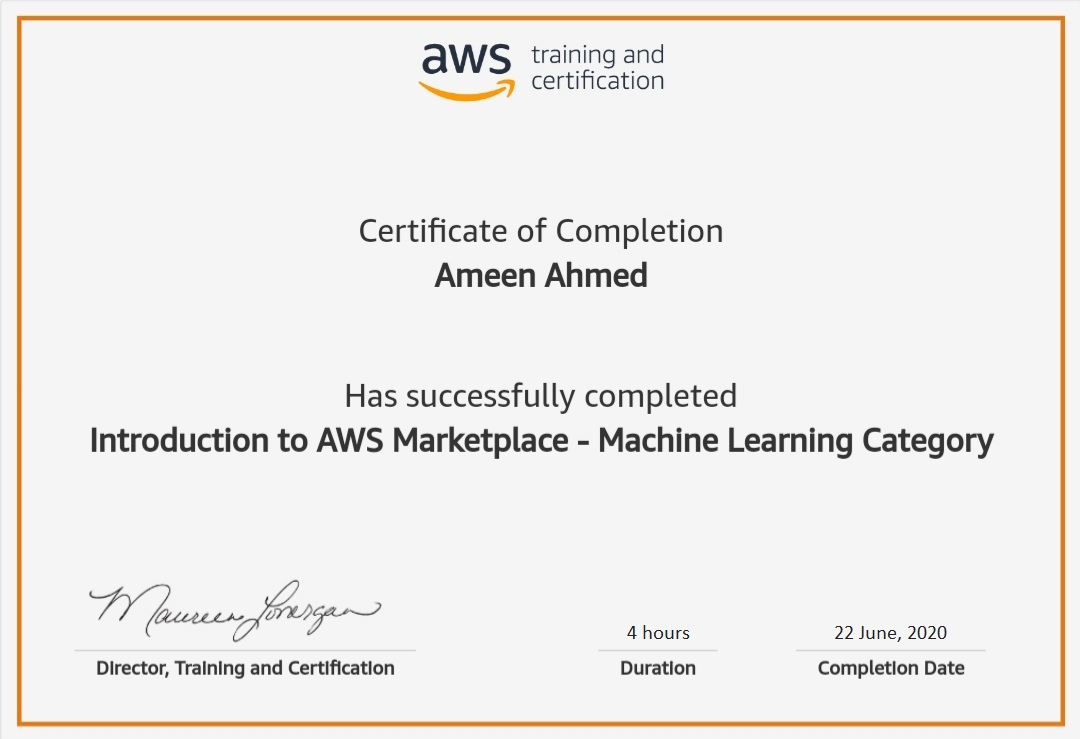 aws training and
certification
Certificate of Completion
Ameen Ahmed
Has successfully completed
Introduction to AWS Marketplace - Machine Learning Category
Maureen Lonergan
4 hours
22 June, 2020
Director, Training and Certification
Duration
Completion Date